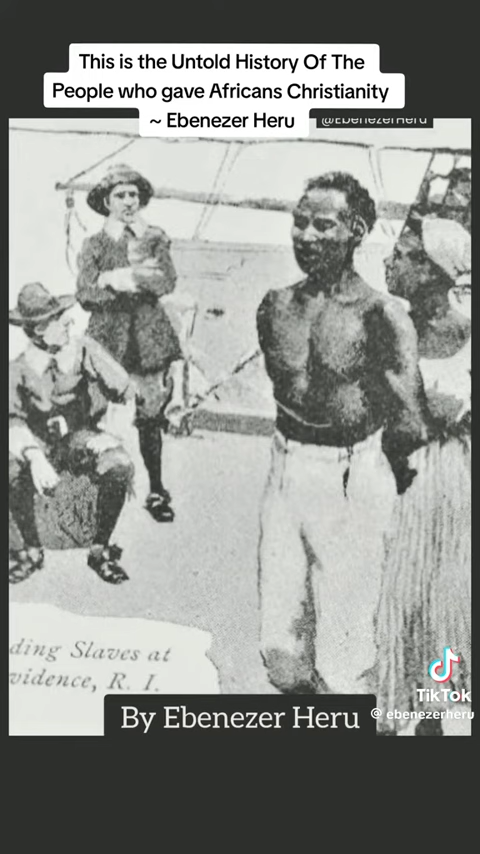 This is the Untold History Of The
People who gave Africans Christianity
~ Ebenezer Heru
@EbenezerHeru
ding Slaves at
vidence, R. I.
TikTok
@ ebenezerheru
By Ebenezer Heru